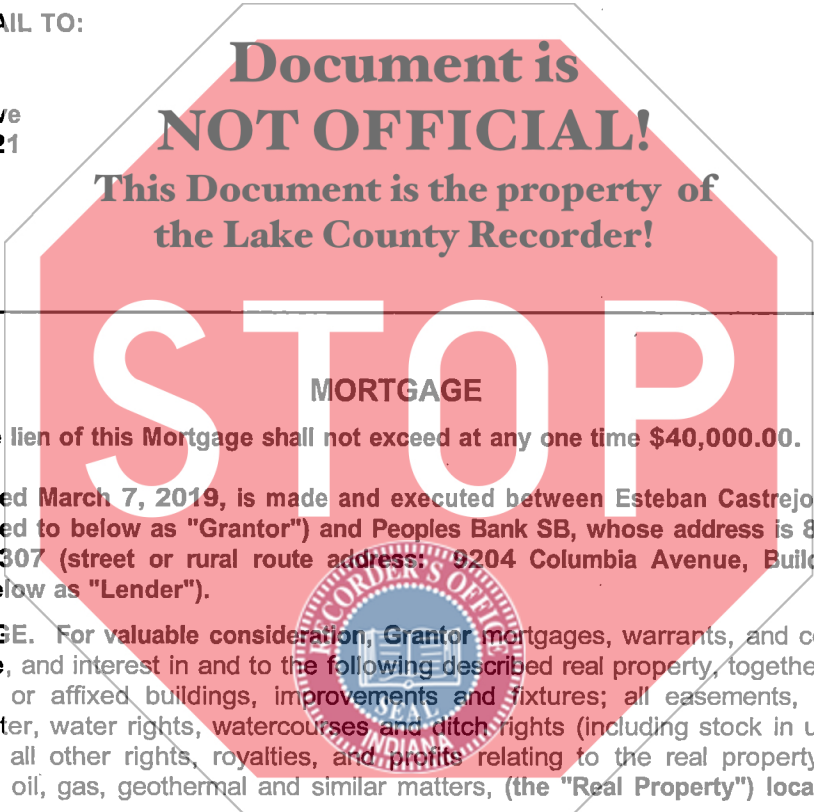 AIL TO:
Document is
NOT OFFICIAL!
ve
21
This Document is the property of
the Lake County Recorder!
STOP
MORTGAGE
lien of this Mortgage shall not exceed at any one time $40,000.00.
ed March 7, 2019, is made and executed between Esteban Castrejo
ed to below as "Grantor") and Peoples Bank SB, whose address is 8
307 (street or rural route address: 9204 Columbia Avenue, Build
elow as "Lender").
RECORDER'S OFFICE
GE. For valuable consideration, Grantor mortgages, warrants, and co
e, and interest in and to the following described real property, togethe
or affixed buildings, improvements and fixtures; all easements,
ter, water rights, watercourses and ditch rights (including stock in u
SEAL
all other rights, royalties, and profits relating to the real property
INDIANA
oil, gas, geothermal and similar matters, (the "Real Property") loca